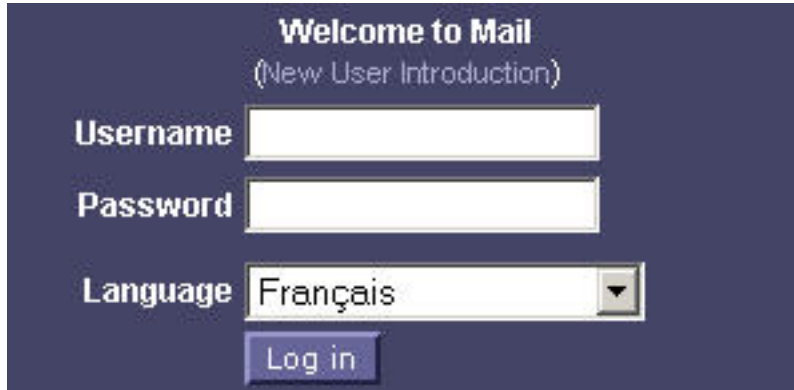 Welcome to Mail
(New User Introduction)
Username
Password
Language Français
Log in